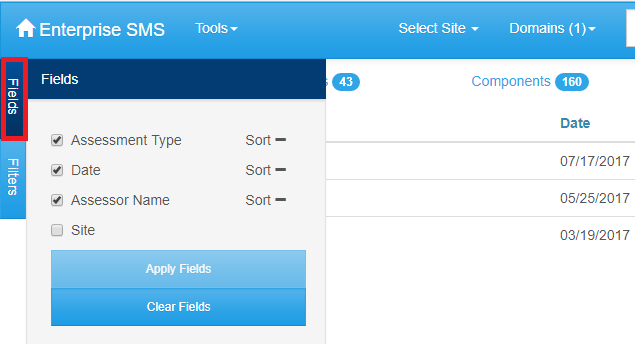 Enterprise SMS Tools Select Site Domains (1)
Fields
Filters
Fields
43 Components 160
Date
Assessment Type Sort
Date Sort
Assessor Name Sort
Site
Apply Fields
Clear Fields
07/17/2017
05/25/2017
03/19/2017